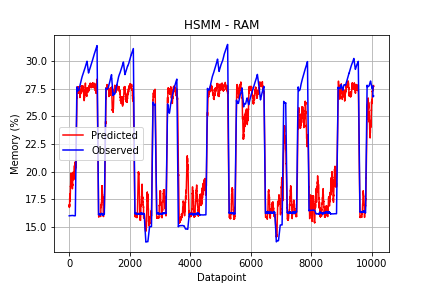 HSMM - RAM
Memory (%)
30.0
27.5
25.0
22.5
20.0
17.5
15.0
Predicted
Observed
0
2000
4000
6000
8000
10000
Datapoint